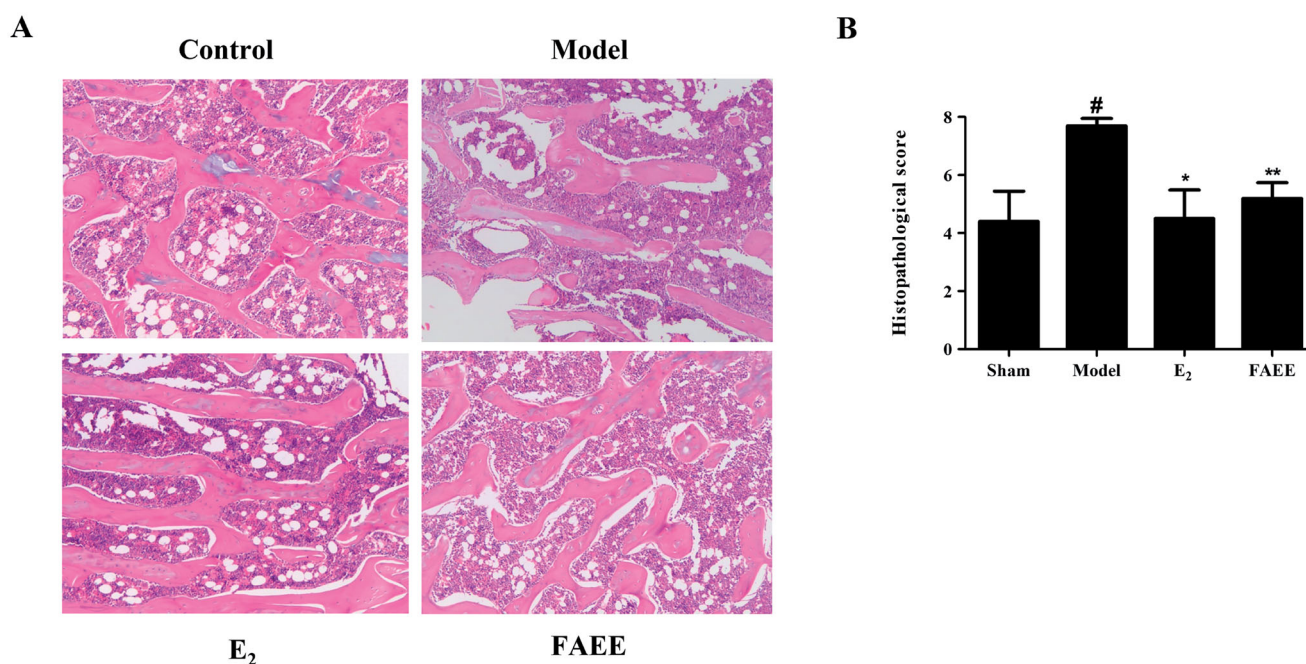 A
Control
Model
E₂
FAEE
B
Histopathological score
8
6
4
2
0
#
*
**
Sham
Model
E₂
FAEE